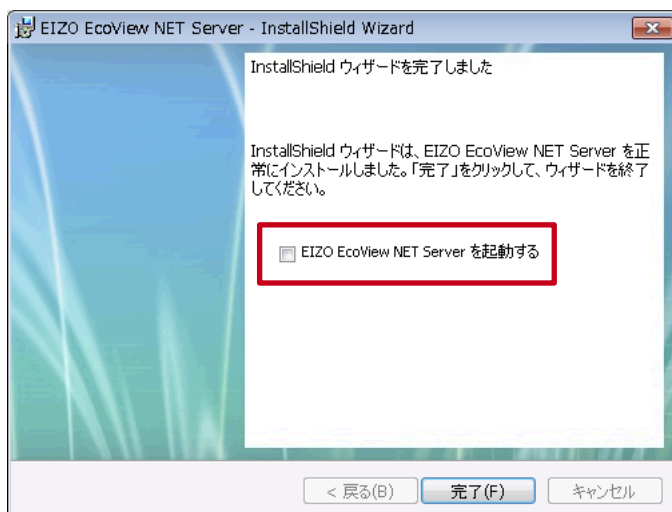 EIZO EcoView NET Server - InstallShield Wizard
InstallShield ウィザードを完了しました
InstallShield ウィザードは、EIZO EcoView NET Server を正
常にインストールしました。「完了」をクリックして、ウィザードを終了
してください。
EIZO EcoView NET Server を起動する
< 戻る(B)
完了(F)
キャンセル